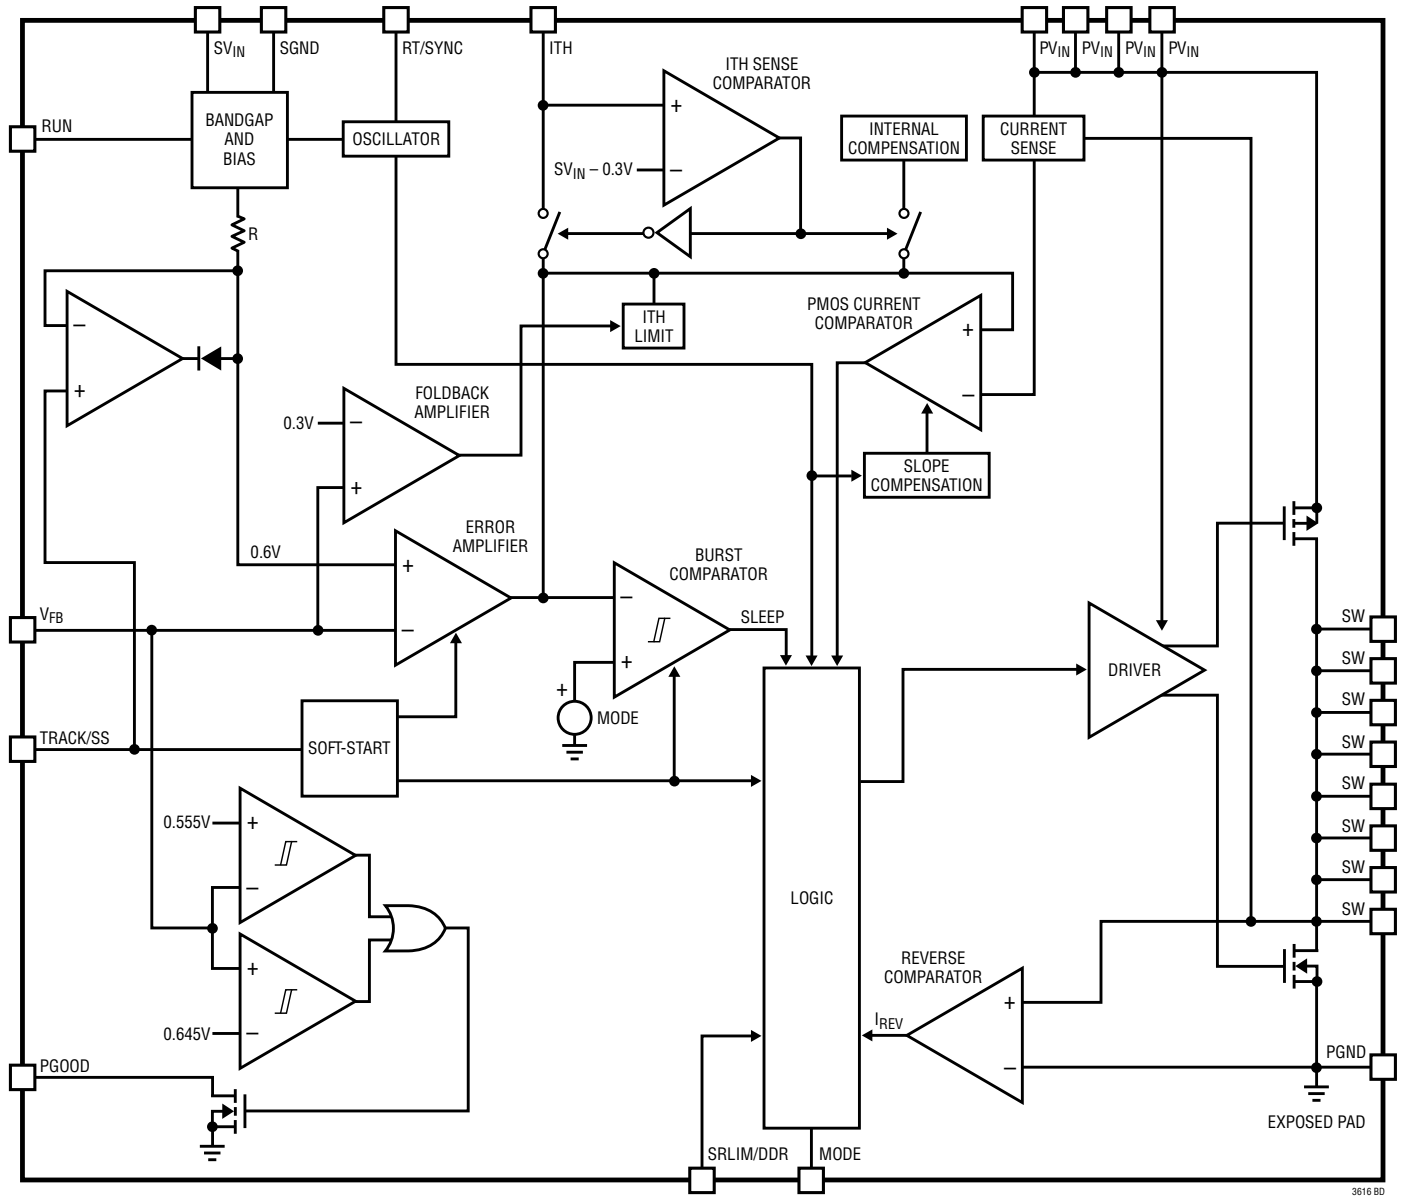 SVIN
SGND
RT/SYNC
ITH
PVIN
PVIN
PVIN
PVIN
RUN
BANDGAP
AND
BIAS
OSCILLATOR
ITH SENSE
COMPARATOR
+
SVIN – 0.3V
–
INTERNAL
COMPENSATION
CURRENT
SENSE
R
–
+
ITH
LIMIT
PMOS CURRENT
COMPARATOR
+
–
FOLDBACK
AMPLIFIER
0.3V
–
+
SLOPE
COMPENSATION
0.6V
ERROR
AMPLIFIER
+
–
BURST
COMPARATOR
–
+
SLEEP
VFB
+
MODE
DRIVER
TRACK/SS
SOFT-START
SW
SW
SW
SW
SW
SW
SW
SW
0.555V
+
–
+
0.645V
–
LOGIC
REVERSE
COMPARATOR
+
–
IREV
PGOOD
PGND
EXPOSED PAD
SRLIM/DDR
MODE
3616 BD